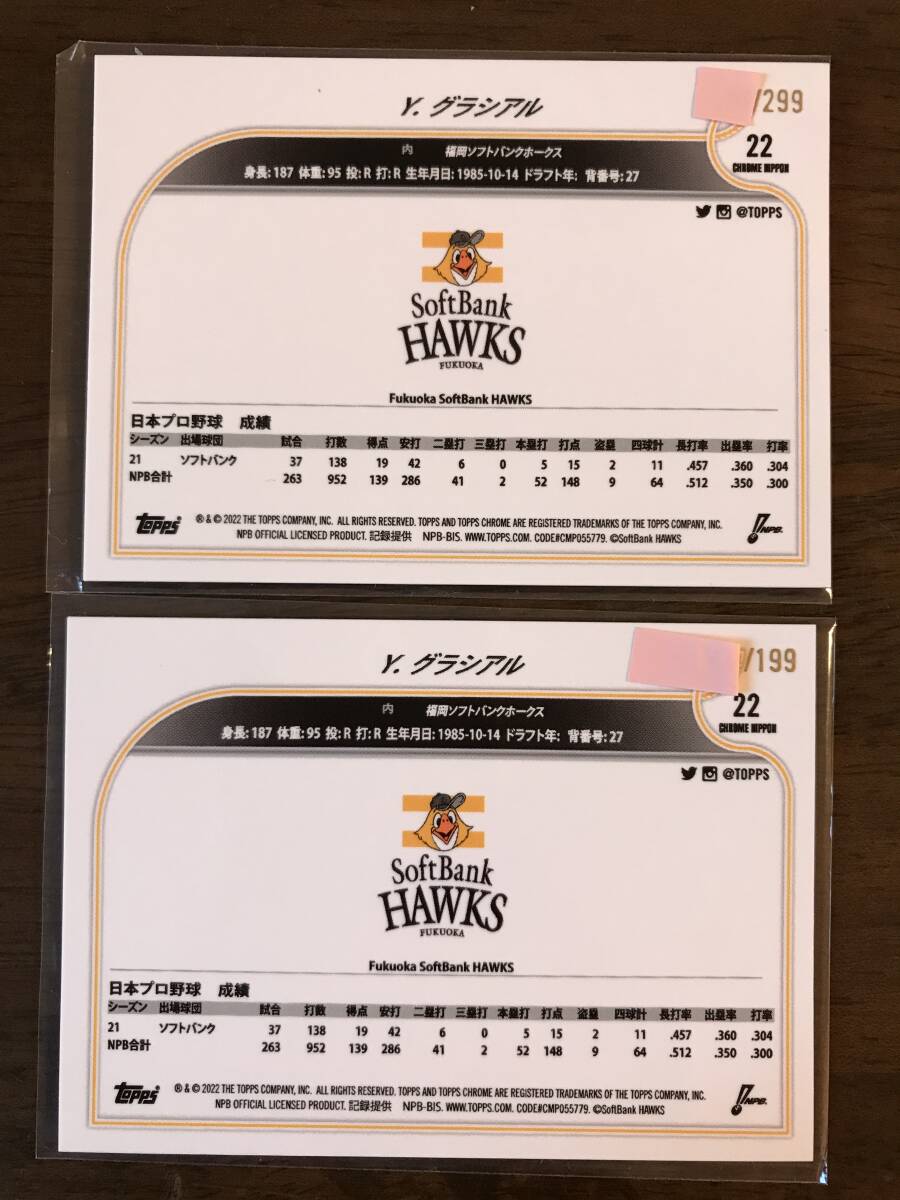 Y. グラシアル
/299
内 福岡ソフトバンクホークス
22
身長:187 体重:95 投:R 打:R 生年月日:1985-10-14 ドラフト年: 背番号:27
CHROME NIPPON
@TOPPS
SoftBank
HAWKS
FUKUOKA
Fukuoka SoftBank HAWKS
日本プロ野球 成績
シーズン 出場球団 試合 打数 得点 安打 二塁打 三塁打 本塁打 打点 盗塁 四球計 長打率 出塁率 打率
21 ソフトバンク 37 138 19 42 6 0 5 15 2 11 .457 .360 .304
NPB合計 263 952 139 286 41 2 52 148 9 64 .512 .350 .300
topps ® & © 2022 THE TOPPS COMPANY, INC. ALL RIGHTS RESERVED. TOPPS AND TOPPS CHROME ARE REGISTERED TRADEMARKS OF THE TOPPS COMPANY, INC. NPB
NPB OFFICIAL LICENSED PRODUCT. 記録提供 NPB-BIS. WWW.TOPPS.COM. CODE#CMP055779. ©SoftBank HAWKS
Y. グラシアル
/199
内 福岡ソフトバンクホークス
22
身長:187 体重:95 投:R 打:R 生年月日:1985-10-14 ドラフト年: 背番号:27
CHROME NIPPON
@TOPPS
SoftBank
HAWKS
FUKUOKA
Fukuoka SoftBank HAWKS
日本プロ野球 成績
シーズン 出場球団 試合 打数 得点 安打 二塁打 三塁打 本塁打 打点 盗塁 四球計 長打率 出塁率 打率
21 ソフトバンク 37 138 19 42 6 0 5 15 2 11 .457 .360 .304
NPB合計 263 952 139 286 41 2 52 148 9 64 .512 .350 .300
topps ® & © 2022 THE TOPPS COMPANY, INC. ALL RIGHTS RESERVED. TOPPS AND TOPPS CHROME ARE REGISTERED TRADEMARKS OF THE TOPPS COMPANY, INC. NPB
NPB OFFICIAL LICENSED PRODUCT. 記録提供 NPB-BIS. WWW.TOPPS.COM. CODE#CMP055779. ©SoftBank HAWKS